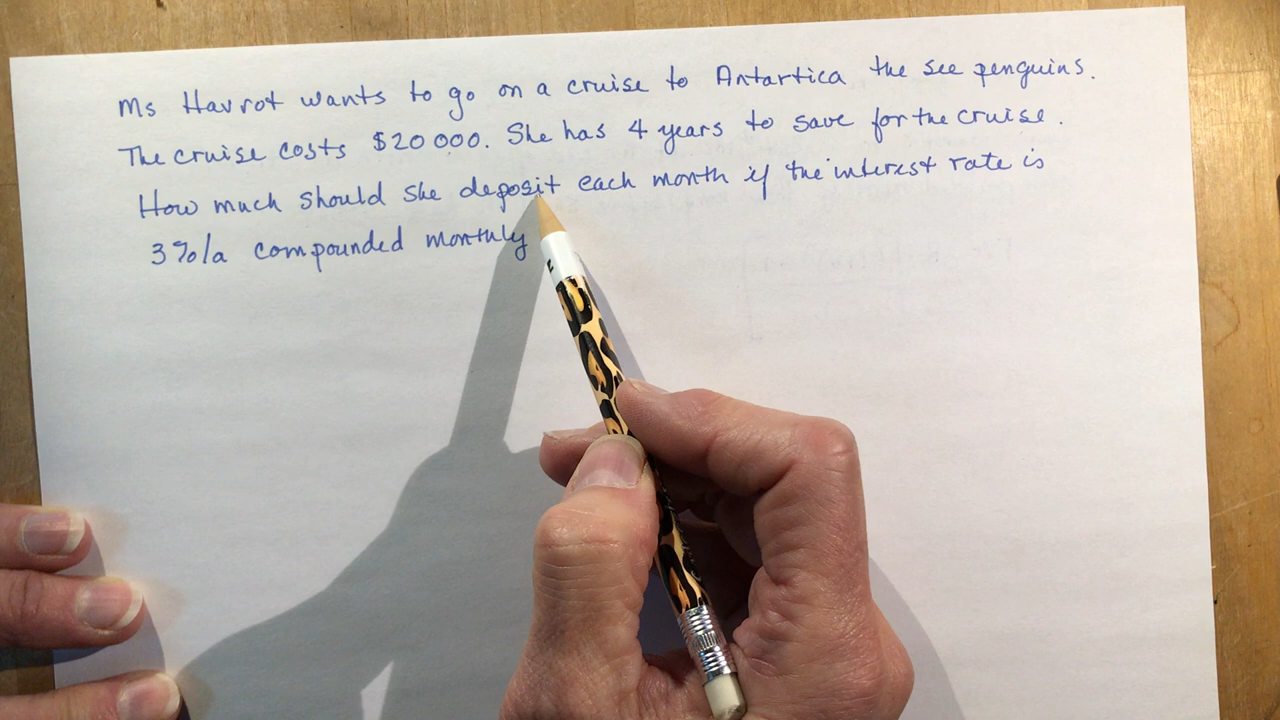 Ms Havrot wants to go on a cruise to Antartica the see penguins.
The cruise costs $20 000. She has 4 years to save for the cruise.
How much should she deposit each month if the interest rate is
3%/a compounded monthly